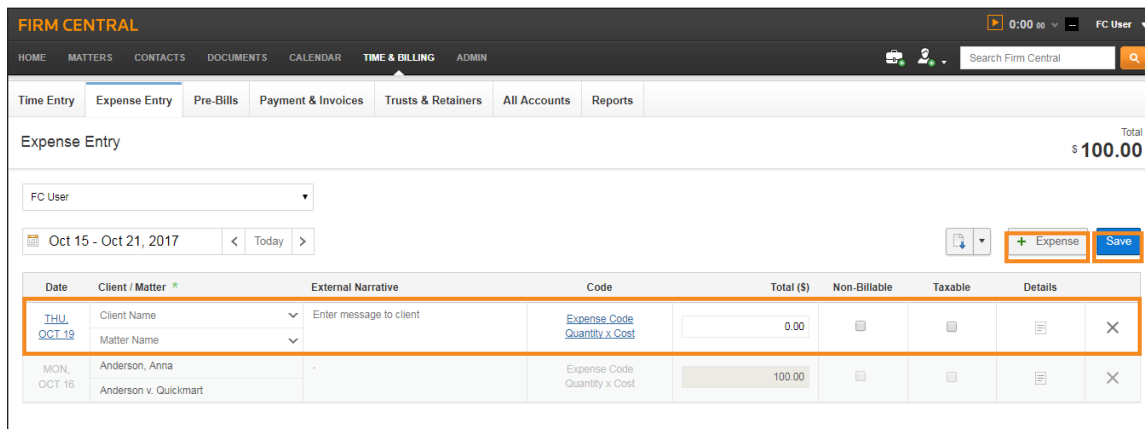 FIRM CENTRAL
0:00 00
FC User
HOME MATTERS CONTACTS DOCUMENTS CALENDAR TIME & BILLING ADMIN
Search Firm Central
Time Entry Expense Entry Pre-Bills Payment & Invoices Trusts & Retainers All Accounts Reports
Expense Entry
Total
$100.00
FC User
Oct 15 - Oct 21, 2017 < Today >
+ Expense Save
Date Client / Matter * External Narrative Code Total ($) Non-Billable Taxable Details
THU, OCT 19
Client Name
Matter Name
Enter message to client
Expense Code
Quantity x Cost
0.00
MON, OCT 16
Anderson, Anna
Anderson v. Quickmart
.
Expense Code
Quantity x Cost
100.00